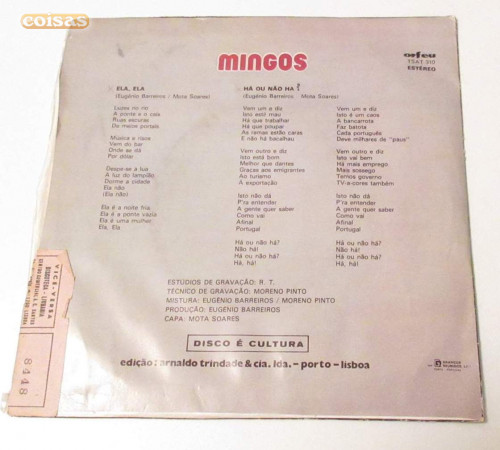 coisas
MINGOS
orfeu
ESTÉREO
ELA, ELA
(Eugénio Barreiros / Mota Soares)
Luzes no rio
A ponte e o cais
Ruas escuras
De meios portais
Música e risos
Vem do bar
Onde se dá
Por dólar
Despe-se a lua
À luz do lampião
Dorme a cidade
Ela não
(Ela não)
Ela é a noite fria
Ela é a ponte vazia
Ela é uma mulher
Ela, Ela
HÁ OU NÃO HÁ?
(Eugénio Barreiros / Mota Soares)
Vem um e diz
Isto está mau
Há que trabalhar
Há que poupar
As ramas estão caras
E não há bacalhau
Vem outro e diz
Isto está bom
Melhor que dantes
Graças aos emigrantes
Ao turismo
A exportação
Isto não dá
P'ra entender
A gente quer saber
Como vai
Afinal
Portugal
Há ou não há?
Não há!
Há ou não há?
Há, há!
Vem um e diz
Isto é um caos
A bancarrota
Faz batota
Cada português
Deve milhares de "paus"
Vem outro e diz
Isto vai bem
Há mais emprego
Mais sossego
Temos governo
TV-a-cores também
Isto não dá
P'ra entender
A gente quer saber
Como vai
Afinal
Portugal
Há ou não há?
Não há!
Há ou não há?
Há, há!
ESTÚDIOS DE GRAVAÇÃO: R. T.
TÉCNICO DE GRAVAÇÃO: MORENO PINTO
MISTURA: EUGÉNIO BARREIROS / MORENO PINTO
PRODUÇÃO: EUGÉNIO BARREIROS
CAPA: MOTA SOARES
DISCO É CULTURA
edição: arnaldo trindade & cia. lda. - porto - lisboa
VICE-VERSA
DISCOTECA - LIVRARIA
8448